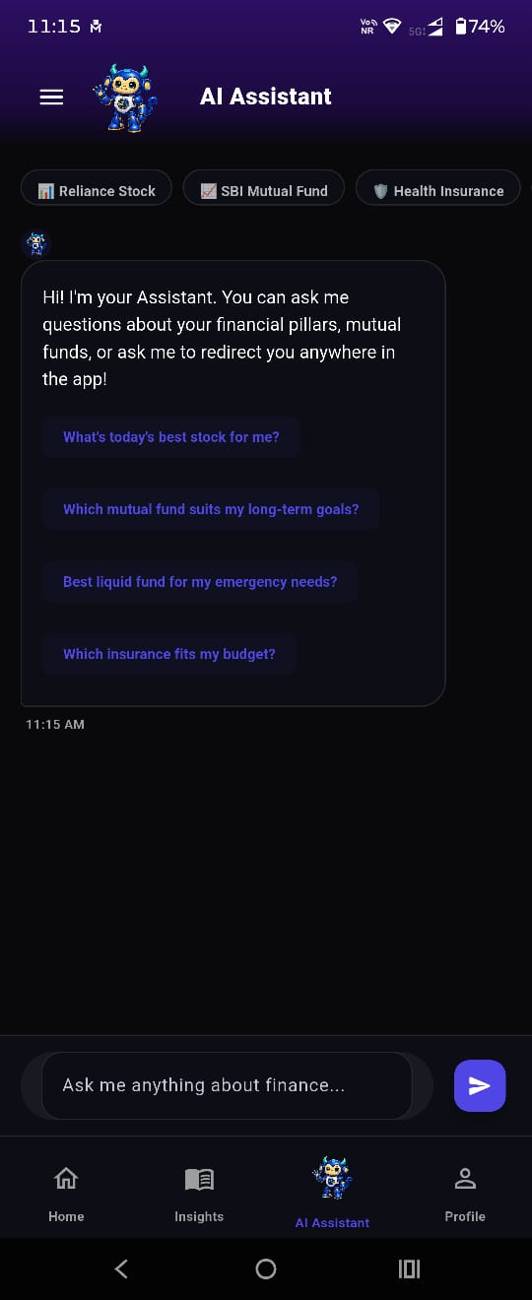 11:15
Vo))
NR
5G
74%
AI Assistant
Reliance Stock
SBI Mutual Fund
Health Insurance
Hi! I'm your Assistant. You can ask me
questions about your financial pillars, mutual
funds, or ask me to redirect you anywhere in
the app!
What's today's best stock for me?
Which mutual fund suits my long-term goals?
Best liquid fund for my emergency needs?
Which insurance fits my budget?
11:15 AM
Ask me anything about finance...
Home
Insights
AI Assistant
Profile